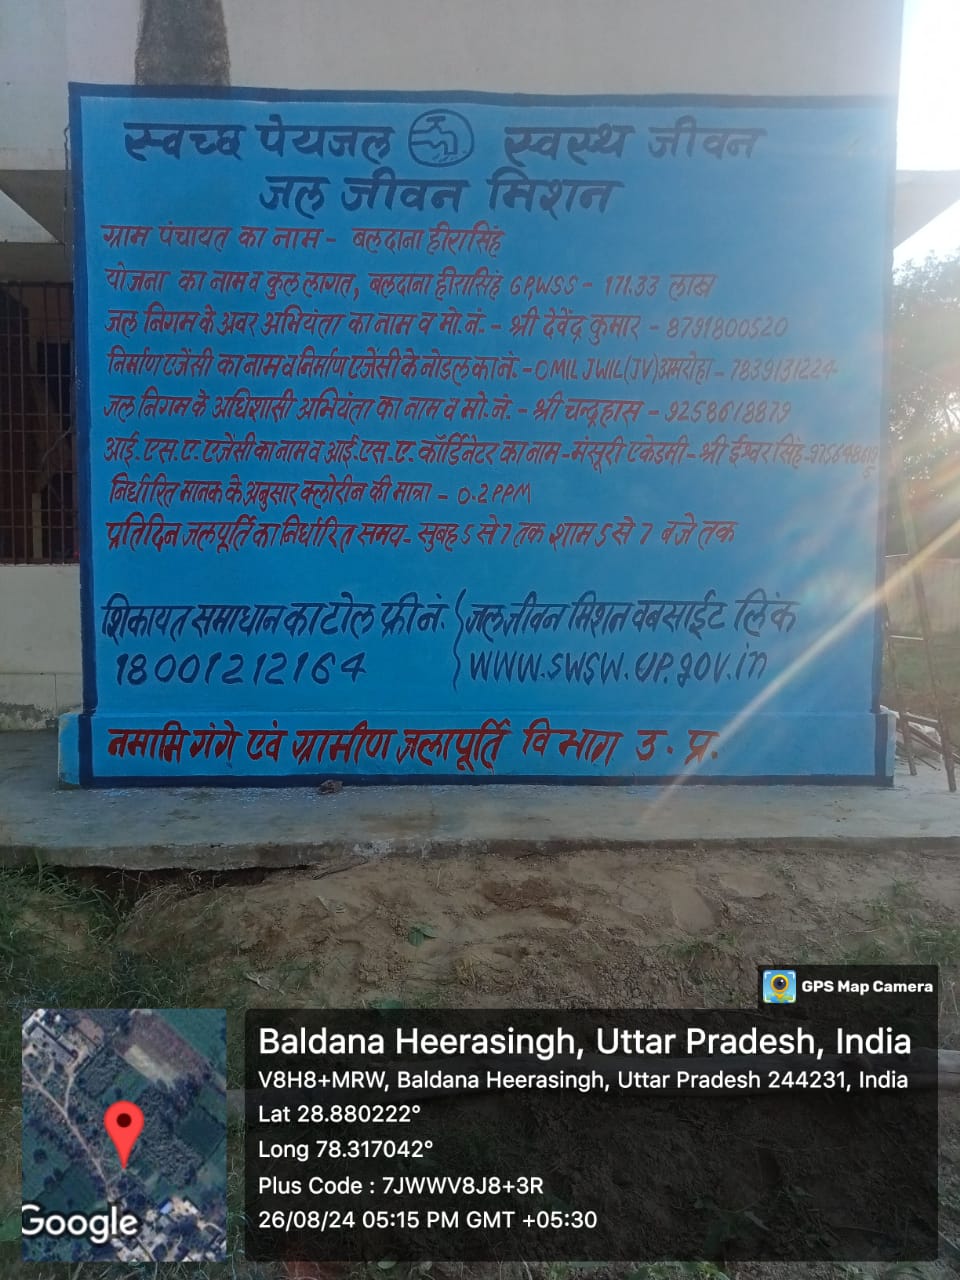 स्वच्छ पेयजल स्वस्थ जीवन
जल जीवन मिशन
ग्राम पंचायत का नाम - बलदाना हीरासिंह
योजना का नाम व कुल लागत, बलदाना हीरासिंह GPWSS - 171.33 लाख
जल निगम के अवर अभियंता का नाम व मो.नं. - श्री देवेंद्र कुमार - 8791800520
निर्माण एजेंसी का नाम व निर्माण एजेंसी के नोडल का नं. - OMIL JWIL(JV) अमरोहा - 7839131224
जल निगम के अधिशासी अभियंता का नाम व मो.नं. - श्री चन्द्रहास - 9258618879
आई.एस.ए. एजेंसी का नाम व आई.एस.ए. कॉर्डिनेटर का नाम - मंसूरी एकेडमी - श्री ईश्वर सिंह -
निर्धारित मानक के अनुसार क्लोरीन की मात्रा - 0.2PPM
प्रतिदिन जलपूर्ति का निर्धारित समय - सुबह 5 से 7 तक शाम 5 से 7 बजे तक
शिकायत समाधान का टोल फ्री नं. जल जीवन मिशन वेबसाईट लिंक
18001212164 WWW.SWSW.UP.gov.in
नमामि गंगे एवं ग्रामीण जलापूर्ति विभाग उ.प्र.
GPS Map Camera
Baldana Heerasingh, Uttar Pradesh, India
V8H8+MRW, Baldana Heerasingh, Uttar Pradesh 244231, India
Lat 28.880222°
Long 78.317042°
Plus Code : 7JWWV8J8+3R
26/08/24 05:15 PM GMT +05:30
Google